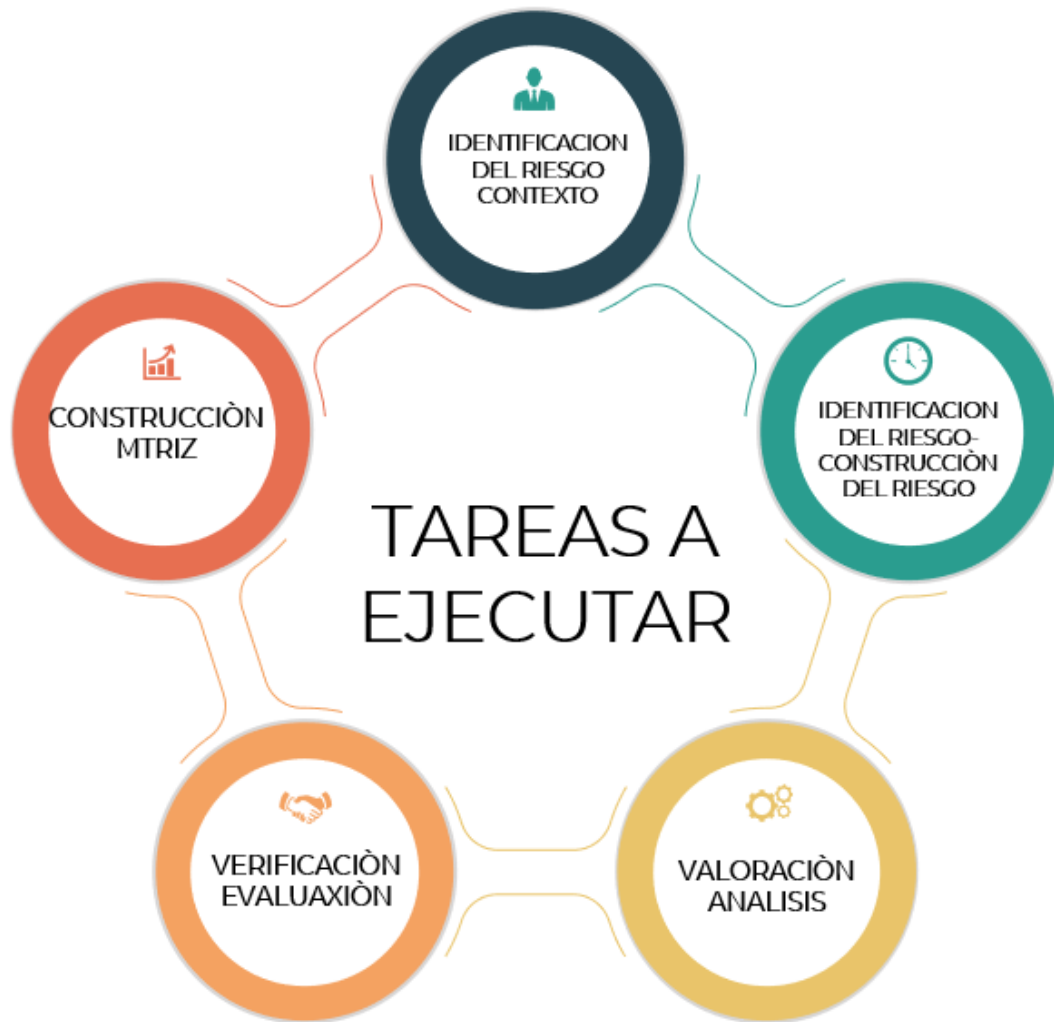 IDENTIFICACION
DEL RIESGO
CONTEXTO
IDENTIFICACION
DEL RIESGO-
CONSTRUCCIÒN
DEL RIESGO
VALORACIÒN
ANALISIS
VERIFICACIÒN
EVALUAXIÒN
CONSTRUCCIÒN
MTRIZ
TAREAS A
EJECUTAR